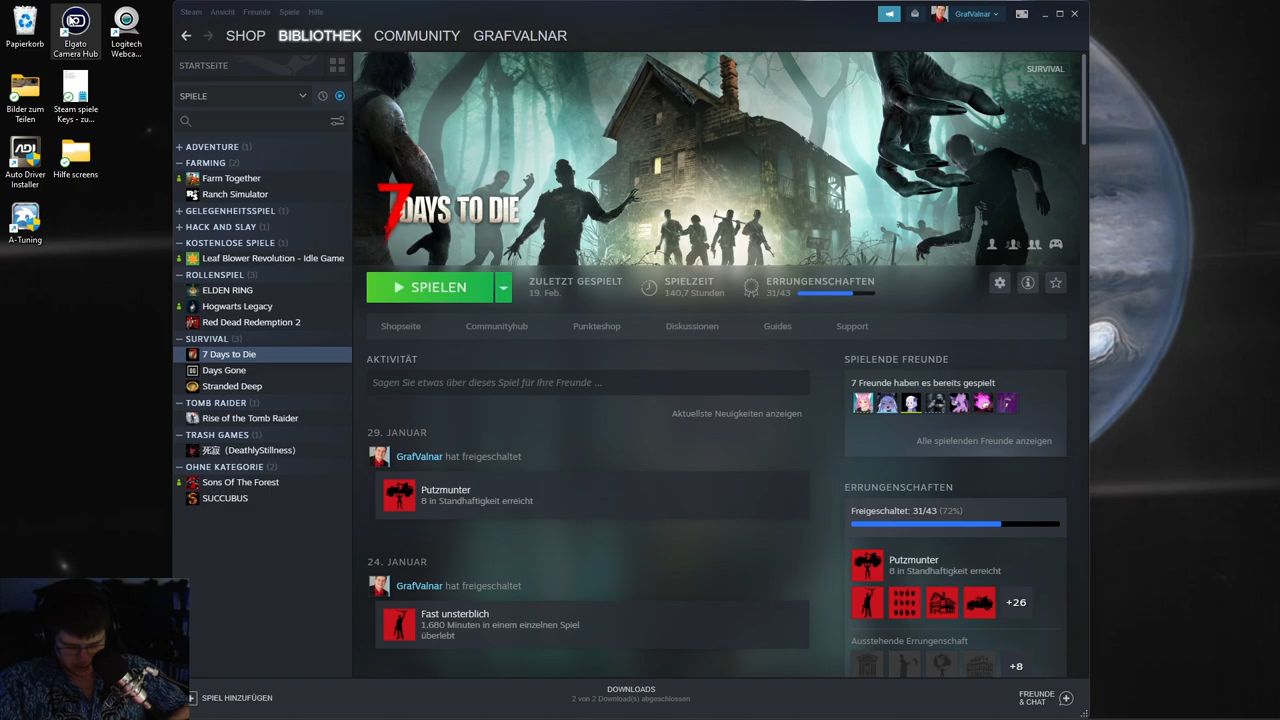 Papierkorb
Elgato
Camera Hub
Logitech
Webca...
Bilder zum
Teilen
Steam spiele
Keys - zu...
ADI
Auto Driver
Installer
Hilfe screens
A-Tuning
Steam
Ansicht
Freunde
Spiele
Hilfe
GrafValnar
SHOP
BIBLIOTHEK
COMMUNITY
GRAFVALNAR
STARTSEITE
SPIELE
ADVENTURE (1)
FARMING (2)
Farm Together
Ranch Simulator
GELEGENHEITSSPIEL (1)
HACK AND SLAY (1)
KOSTENLOSE SPIELE (1)
Leaf Blower Revolution - Idle Game
ROLLENSPIEL (3)
ELDEN RING
Hogwarts Legacy
Red Dead Redemption 2
SURVIVAL (3)
7 Days to Die
Days Gone
Stranded Deep
TOMB RAIDER (1)
Rise of the Tomb Raider
TRASH GAMES (1)
死寂（DeathlyStillness）
OHNE KATEGORIE (2)
Sons Of The Forest
SUCCUBUS
SPIEL HINZUFÜGEN
SURVIVAL
7 DAYS TO DIE
SPIELEN
ZULETZT GESPIELT
19. Feb.
SPIELZEIT
140,7 Stunden
ERRUNGENSCHAFTEN
31/43
Shopseite
Communityhub
Punkteshop
Diskussionen
Guides
Support
AKTIVITÄT
Sagen Sie etwas über dieses Spiel für Ihre Freunde ...
Aktuellste Neuigkeiten anzeigen
29. JANUAR
GrafValnar hat freigeschaltet
Putzmunter
8 in Standhaftigkeit erreicht
24. JANUAR
GrafValnar hat freigeschaltet
Fast unsterblich
1.680 Minuten in einem einzelnen Spiel
überlebt
SPIELENDE FREUNDE
7 Freunde haben es bereits gespielt
Alle spielenden Freunde anzeigen
ERRUNGENSCHAFTEN
Freigeschaltet: 31/43 (72%)
Putzmunter
8 in Standhaftigkeit erreicht
+26
Ausstehende Errungenschaft
+8
DOWNLOADS
2 von 2 Download(s) abgeschlossen
FREUNDE
& CHAT